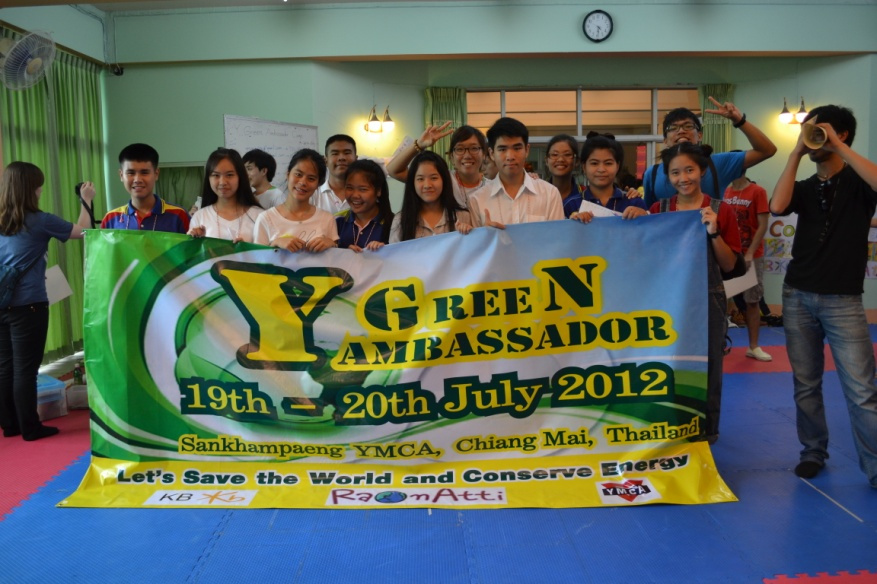 Y GREEN
AMBASSADOR
19th - 20th July 2012
Sankhampaeng YMCA, Chiang Mai, Thailand
Let's Save the World and Conserve Energy
KB Kb RaonAtti YMCA